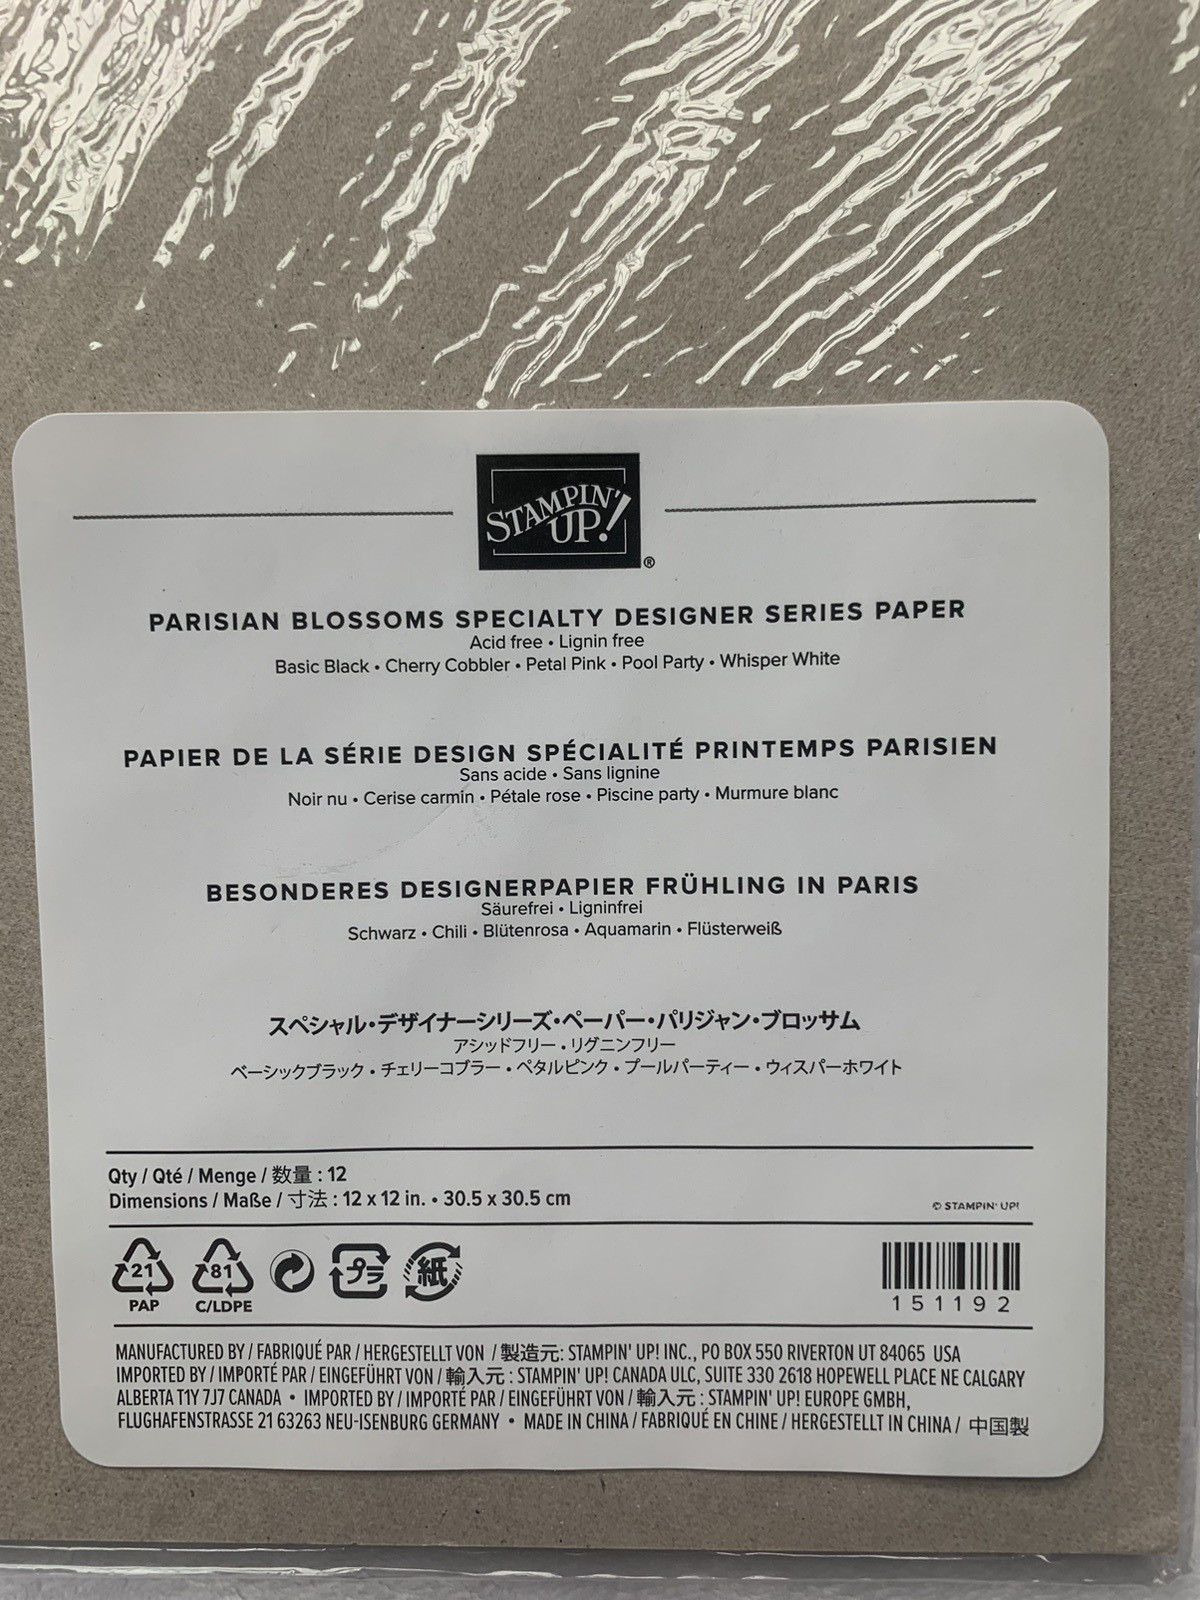 STAMPIN' UP!®
PARISIAN BLOSSOMS SPECIALTY DESIGNER SERIES PAPER
Acid free • Lignin free
Basic Black • Cherry Cobbler • Petal Pink • Pool Party • Whisper White
PAPIER DE LA SÉRIE DESIGN SPÉCIALITÉ PRINTEMPS PARISIEN
Sans acide • Sans lignine
Noir nu • Cerise carmin • Pétale rose • Piscine party • Murmure blanc
BESONDERES DESIGNERPAPIER FRÜHLING IN PARIS
Säurefrei • Ligninfrei
Schwarz • Chili • Blütenrosa • Aquamarin • Flüsterweiß
スペシャル・デザイナーシリーズ・ペーパー・パリジャン・ブロッサム
アシッドフリー・リグニンフリー
ベーシックブラック・チェリーコブラー・ペタルピンク・プールパーティー・ウィスパーホワイト
Qty / Qté / Menge / 数量 : 12
Dimensions / Maße / 寸法 : 12 x 12 in. • 30.5 x 30.5 cm
© STAMPIN' UP!
21 81 プラ 紙
PAP C/LDPE
151192
MANUFACTURED BY / FABRIQUÉ PAR / HERGESTELLT VON / 製造元: STAMPIN' UP! INC., PO BOX 550 RIVERTON UT 84065 USA
IMPORTED BY / IMPORTÉ PAR / EINGEFÜHRT VON / 輸入元 : STAMPIN' UP! CANADA ULC, SUITE 330 2618 HOPEWELL PLACE NE CALGARY
ALBERTA T1Y 7J7 CANADA • IMPORTED BY / IMPORTÉ PAR / EINGEFÜHRT VON / 輸入元 : STAMPIN' UP! EUROPE GMBH,
FLUGHAFENSTRASSE 21 63263 NEU-ISENBURG GERMANY • MADE IN CHINA / FABRIQUÉ EN CHINE / HERGESTELLT IN CHINA / 中国製